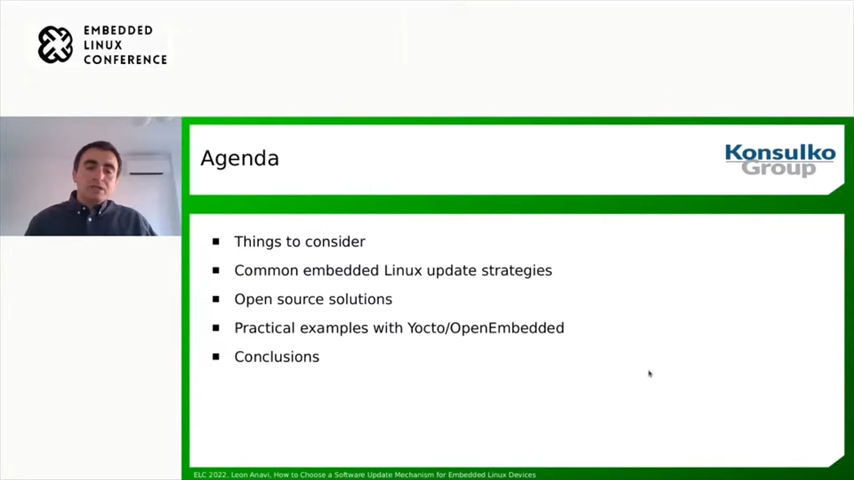 EMBEDDED
LINUX
CONFERENCE
Agenda
Konsulko
Group
Things to consider
Common embedded Linux update strategies
Open source solutions
Practical examples with Yocto/OpenEmbedded
Conclusions
ELC 2022, Leon Anavi, How to Choose a Software Update Mechanism for Embedded Linux Devices